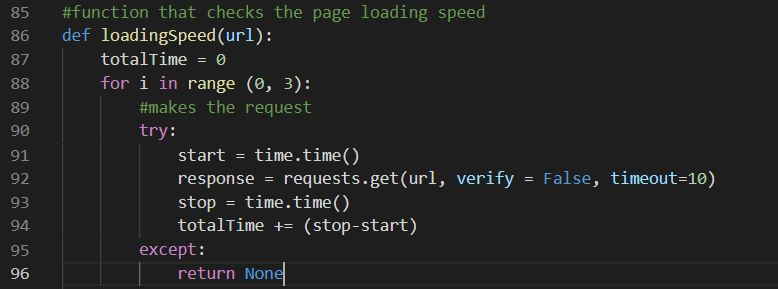 85 #function that checks the page loading speed
86 def loadingSpeed(url):
87     totalTime = 0
88     for i in range (0, 3):
89         #makes the request
90         try:
91             start = time.time()
92             response = requests.get(url, verify = False, timeout=10)
93             stop = time.time()
94             totalTime += (stop-start)
95         except:
96             return None